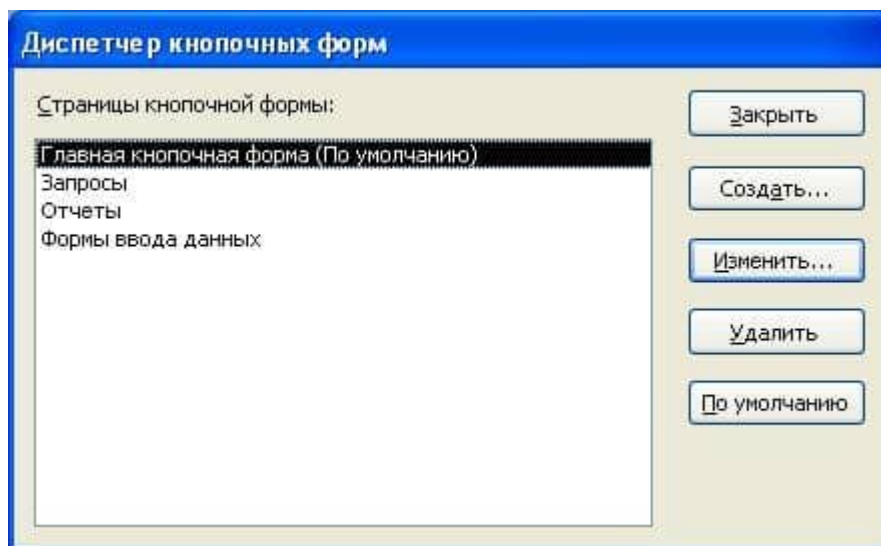 Диспетчер кнопочных форм
Страницы кнопочной формы:
Главная кнопочная форма (По умолчанию)
Запросы
Отчеты
Формы ввода данных
Закрыть
Создать...
Изменить...
Удалить
По умолчанию